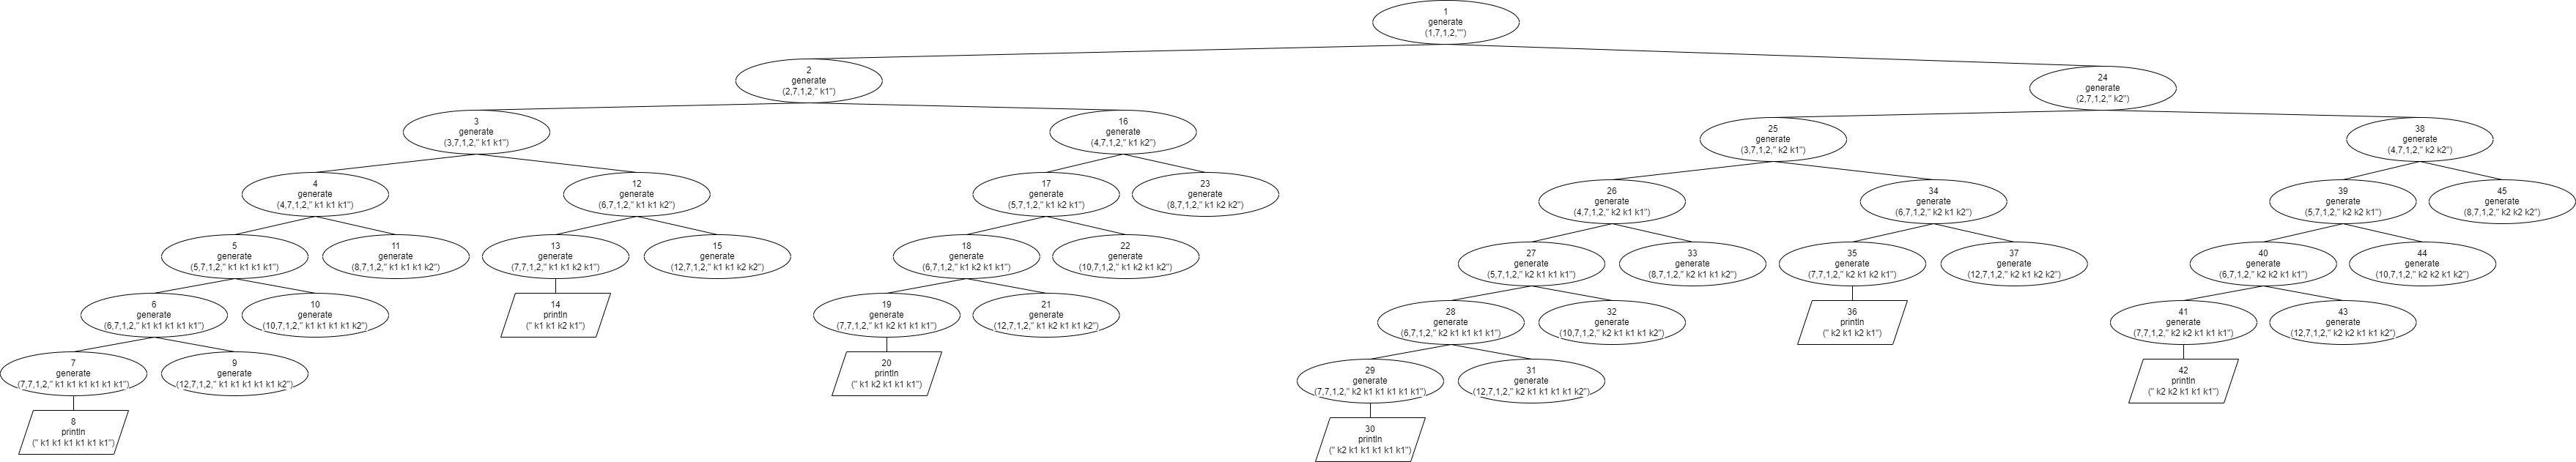 1
generate
(1,7,1,2,"")
2
generate
(2,7,1,2," k1")
24
generate
(2,7,1,2," k2")
3
generate
(3,7,1,2," k1 k1")
16
generate
(4,7,1,2," k1 k2")
25
generate
(3,7,1,2," k2 k1")
38
generate
(4,7,1,2," k2 k2")
4
generate
(4,7,1,2," k1 k1 k1")
12
generate
(6,7,1,2," k1 k1 k2")
17
generate
(5,7,1,2," k1 k2 k1")
23
generate
(8,7,1,2," k1 k2 k2")
26
generate
(4,7,1,2," k2 k1 k1")
34
generate
(6,7,1,2," k2 k1 k2")
39
generate
(5,7,1,2," k2 k2 k1")
45
generate
(8,7,1,2," k2 k2 k2")
5
generate
(5,7,1,2," k1 k1 k1 k1")
11
generate
(8,7,1,2," k1 k1 k1 k2")
13
generate
(7,7,1,2," k1 k1 k2 k1")
15
generate
(12,7,1,2," k1 k1 k2 k2")
18
generate
(6,7,1,2," k1 k2 k1 k1")
22
generate
(10,7,1,2," k1 k2 k1 k2")
27
generate
(5,7,1,2," k2 k1 k1 k1")
33
generate
(8,7,1,2," k2 k1 k1 k2")
35
generate
(7,7,1,2," k2 k1 k2 k1")
37
generate
(12,7,1,2," k2 k1 k2 k2")
40
generate
(6,7,1,2," k2 k2 k1 k1")
44
generate
(10,7,1,2," k2 k2 k1 k2")
6
generate
(6,7,1,2," k1 k1 k1 k1 k1")
10
generate
(10,7,1,2," k1 k1 k1 k1 k2")
14
println
(" k1 k1 k2 k1")
19
generate
(7,7,1,2," k1 k2 k1 k1 k1")
21
generate
(12,7,1,2," k1 k2 k1 k1 k2")
28
generate
(6,7,1,2," k2 k1 k1 k1 k1")
32
generate
(10,7,1,2," k2 k1 k1 k1 k2")
36
println
(" k2 k1 k2 k1")
41
generate
(7,7,1,2," k2 k2 k1 k1 k1")
43
generate
(12,7,1,2," k2 k2 k1 k1 k2")
7
generate
(7,7,1,2," k1 k1 k1 k1 k1 k1")
9
generate
(12,7,1,2," k1 k1 k1 k1 k1 k2")
20
println
(" k1 k2 k1 k1 k1")
29
generate
(7,7,1,2," k2 k1 k1 k1 k1 k1")
31
generate
(12,7,1,2," k2 k1 k1 k1 k1 k2")
42
println
(" k2 k2 k1 k1 k1")
8
println
(" k1 k1 k1 k1 k1 k1")
30
println
(" k2 k1 k1 k1 k1 k1")